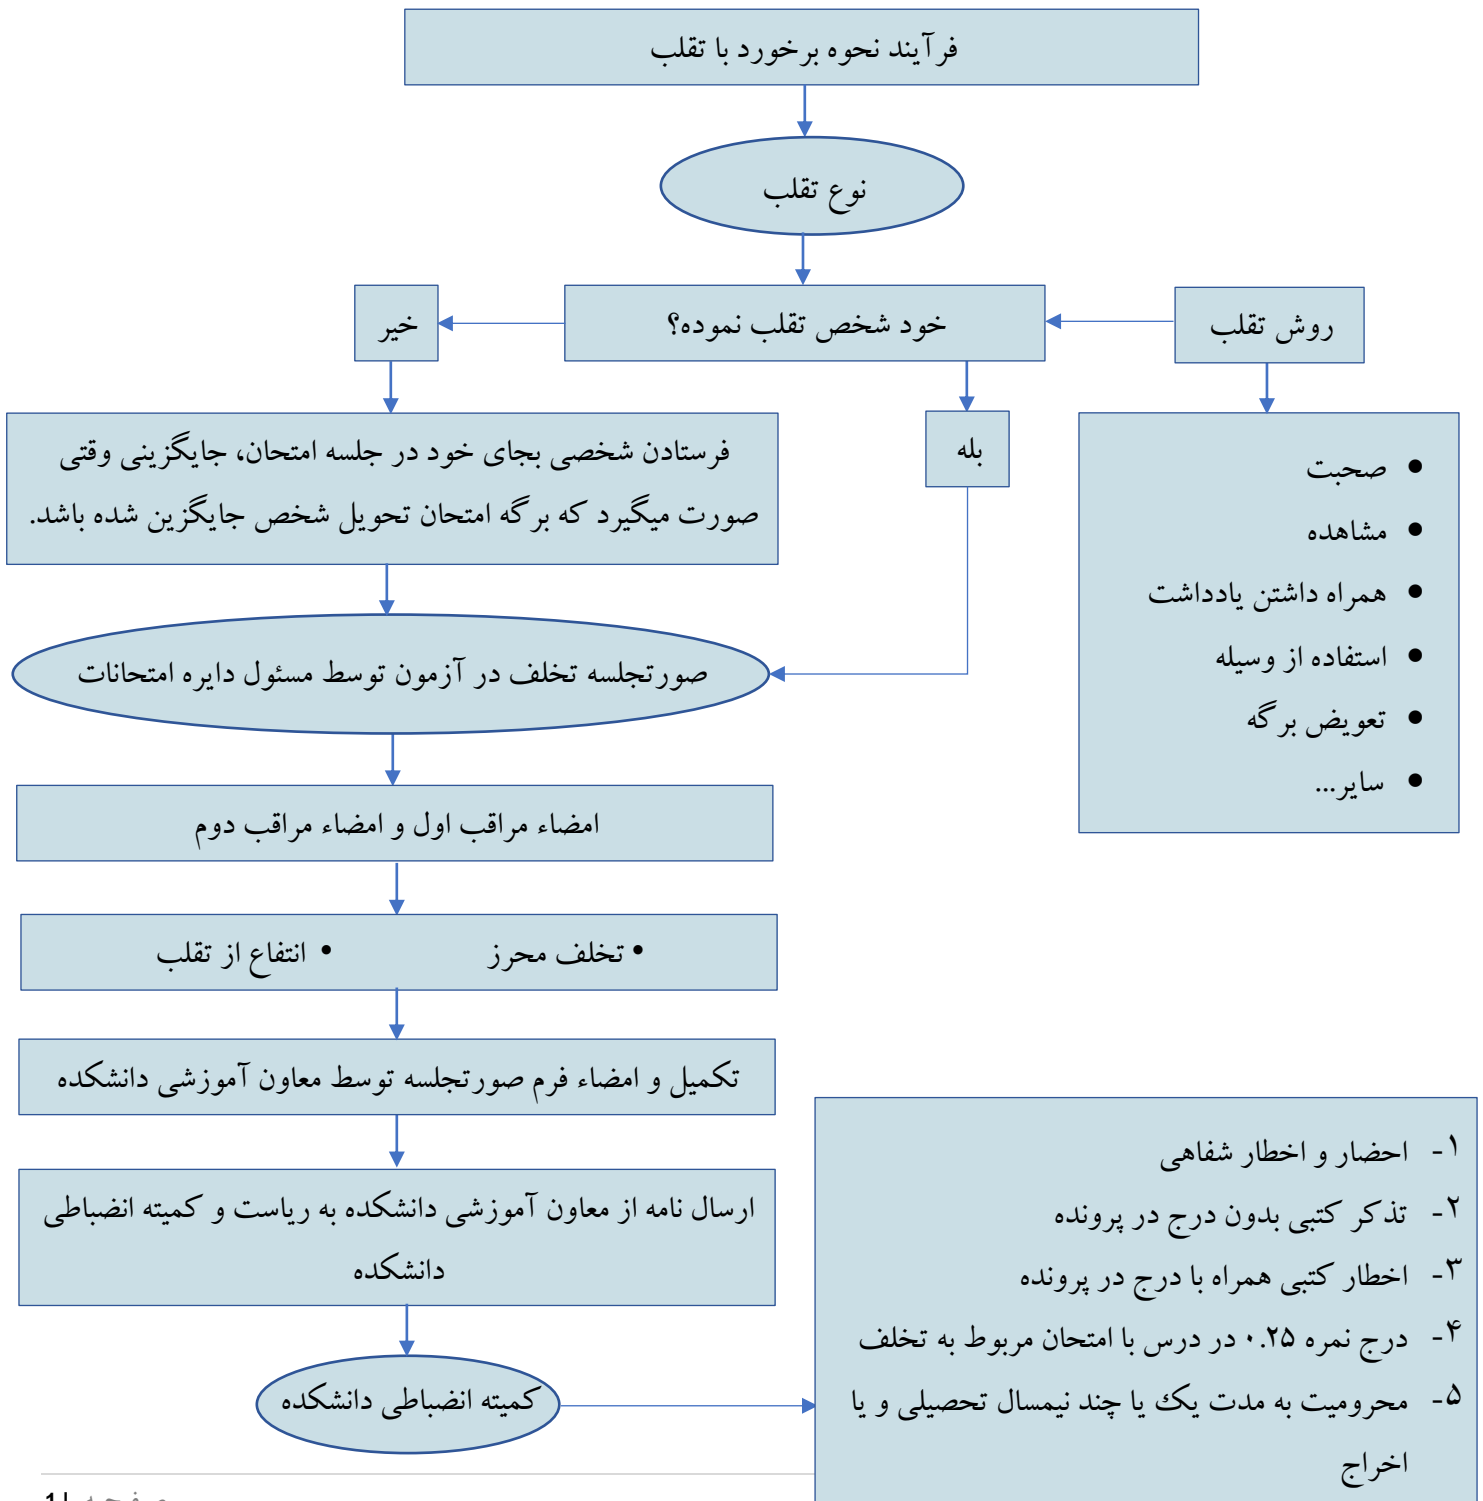 فرآیند نحوه برخورد با تقلب
نوع تقلب
روش تقلب
خود شخص تقلب نموده؟
خیر
بله
فرستادن شخصی بجای خود در جلسه امتحان، جایگزینی وقتی
صورت میگیرد که برگه امتحان تحویل شخص جایگزین شده باشد.
• صحبت
• مشاهده
• همراه داشتن یادداشت
• استفاده از وسیله
• تعویض برگه
• سایر...
صورتجلسه تخلف در آزمون توسط مسئول دایره امتحانات
امضاء مراقب اول و امضاء مراقب دوم
• تخلف محرز • انتفاع از تقلب
تکمیل و امضاء فرم صورتجلسه توسط معاون آموزشی دانشکده
ارسال نامه از معاون آموزشی دانشکده به ریاست و کمیته انضباطی
دانشکده
کمیته انضباطی دانشکده
۱- احضار و اخطار شفاهی
۲- تذکر کتبی بدون درج در پرونده
۳- اخطار کتبی همراه با درج در پرونده
۴- درج نمره ۰.۲۵ در درس با امتحان مربوط به تخلف
۵- محرومیت به مدت یک یا چند نیمسال تحصیلی و یا
اخراج